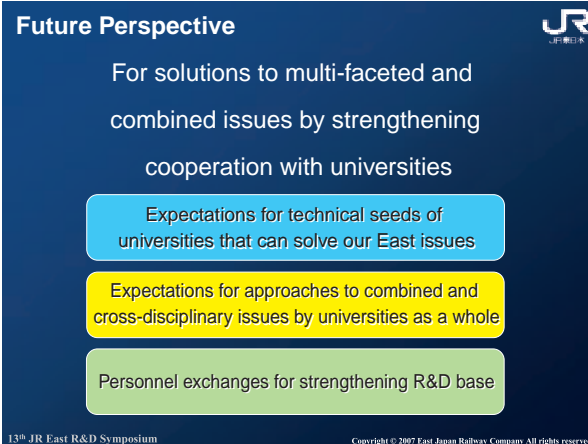 Future Perspective
JR
JR東日本
For solutions to multi-faceted and
combined issues by strengthening
cooperation with universities
Expectations for technical seeds of
universities that can solve our East issues
Expectations for approaches to combined and
cross-disciplinary issues by universities as a whole
Personnel exchanges for strengthening R&D base
13th JR East R&D Symposium
Copyright © 2007 East Japan Railway Company All rights reserve